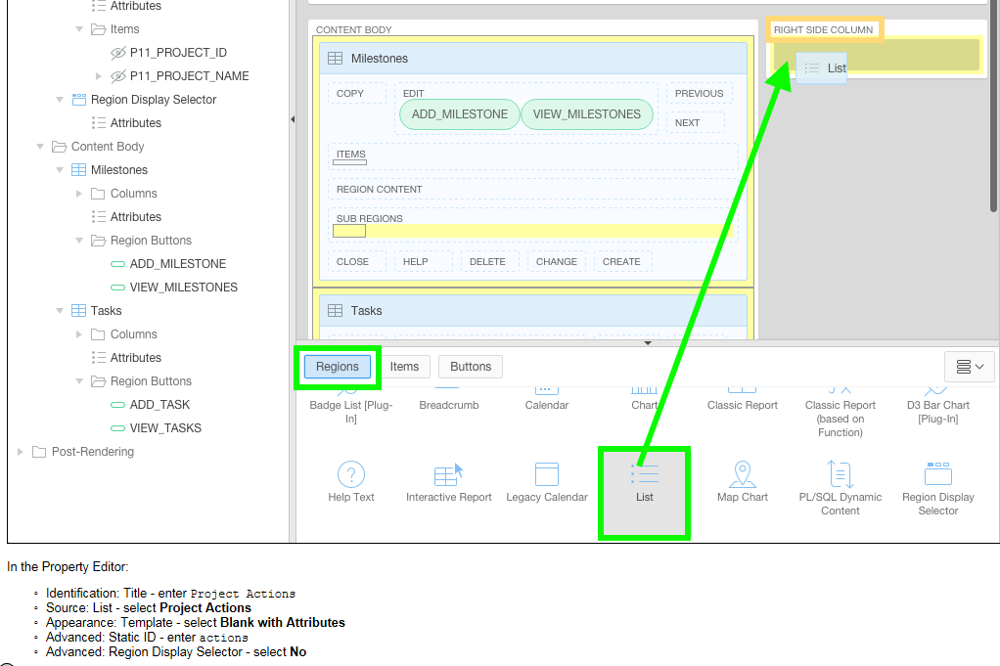 Attributes
Items
P11_PROJECT_ID
P11_PROJECT_NAME
Region Display Selector
Attributes
Content Body
Milestones
Columns
Attributes
Region Buttons
ADD_MILESTONE
VIEW_MILESTONES
Tasks
Columns
Attributes
Region Buttons
ADD_TASK
VIEW_TASKS
Post-Rendering
CONTENT BODY
Milestones
COPY
EDIT
ADD_MILESTONE
VIEW_MILESTONES
PREVIOUS
NEXT
ITEMS
REGION CONTENT
SUB REGIONS
CLOSE
HELP
DELETE
CHANGE
CREATE
Tasks
RIGHT SIDE COLUMN
List
Regions
Items
Buttons
Badge List [Plug-
In]
Breadcrumb
Calendar
Chart
Classic Report
Classic Report
(based on
Function)
D3 Bar Chart
[Plug-In]
Help Text
Interactive Report
Legacy Calendar
List
Map Chart
PL/SQL Dynamic
Content
Region Display
Selector
In the Property Editor:
Identification: Title - enter Project Actions
Source: List - select Project Actions
Appearance: Template - select Blank with Attributes
Advanced: Static ID - enter actions
Advanced: Region Display Selector - select No